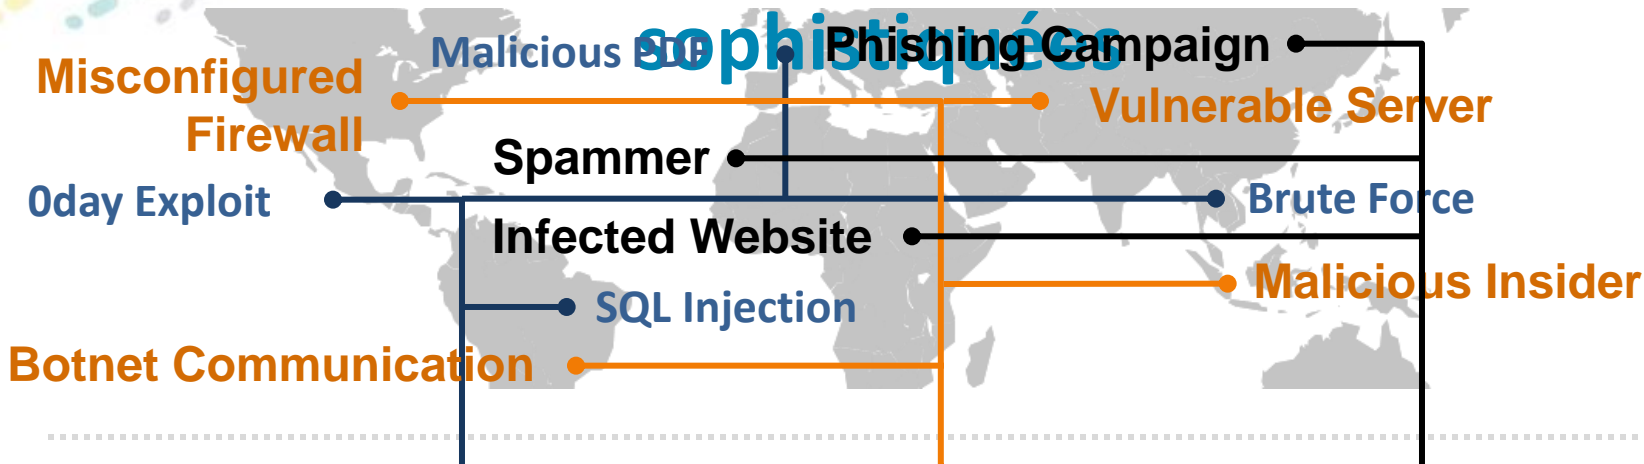 sophistiquées
Malicious PDF
Phishing Campaign
Misconfigured
Firewall
Vulnerable Server
Spammer
0day Exploit
Brute Force
Infected Website
Malicious Insider
SQL Injection
Botnet Communication